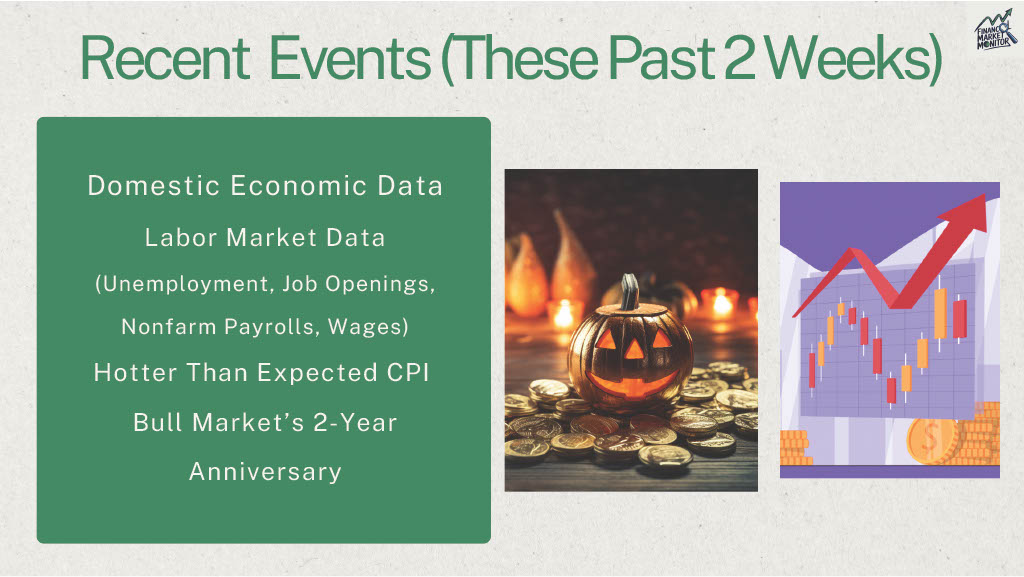 Recent Events (These Past 2 Weeks)
FINANCIAL
MARKET
MONITOR
Domestic Economic Data
Labor Market Data
(Unemployment, Job Openings,
Nonfarm Payrolls, Wages)
Hotter Than Expected CPI
Bull Market’s 2-Year
Anniversary
$